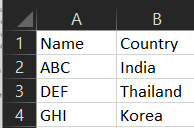 A B
1 Name Country
2 ABC India
3 DEF Thailand
4 GHI Korea